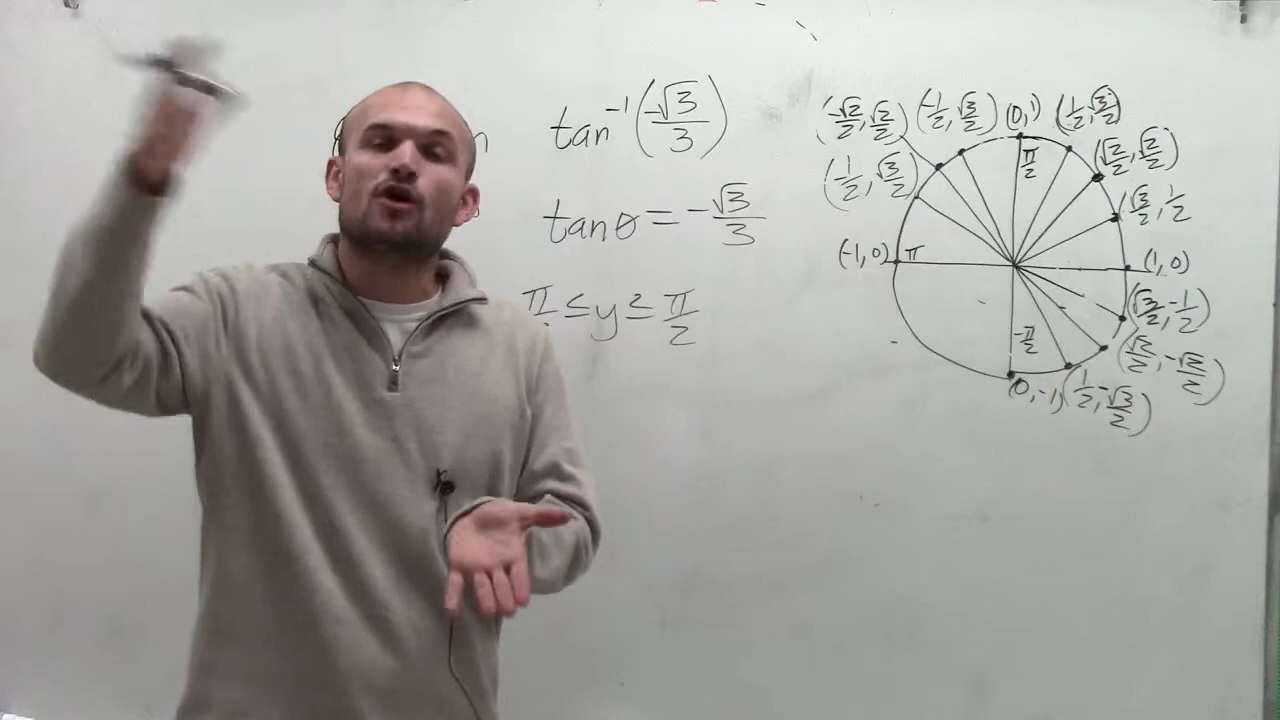 tan⁻¹(-√3/3)
tanθ = -√3/3
π/ ≤ y ≥ π/2
(-√2/2, √2/2) (-1/2, √3/2) (0,1) (1/2, √3/2)
(-1/2, √3/2) π/2 (√2/2, √2/2)
(√3/2, 1/2
(-1,0) π (1,0)
(√3/2, -1/2)
-π/2 (√2/2, -√2/2)
(0,-1) (1/2, -√3/2)